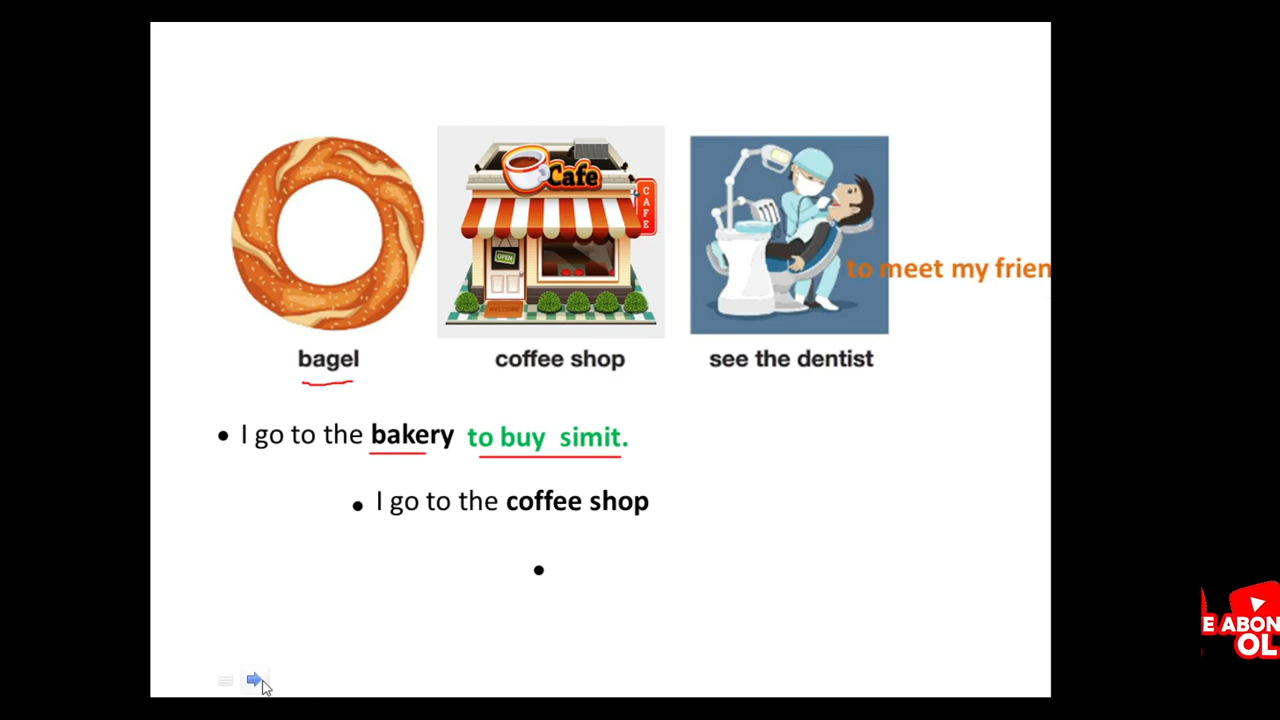 Cafe
CAFE
OPEN
WELCOME
to meet my frien
bagel
coffee shop
see the dentist
• I go to the bakery to buy simit.
• I go to the coffee shop
•
E ABON
OL